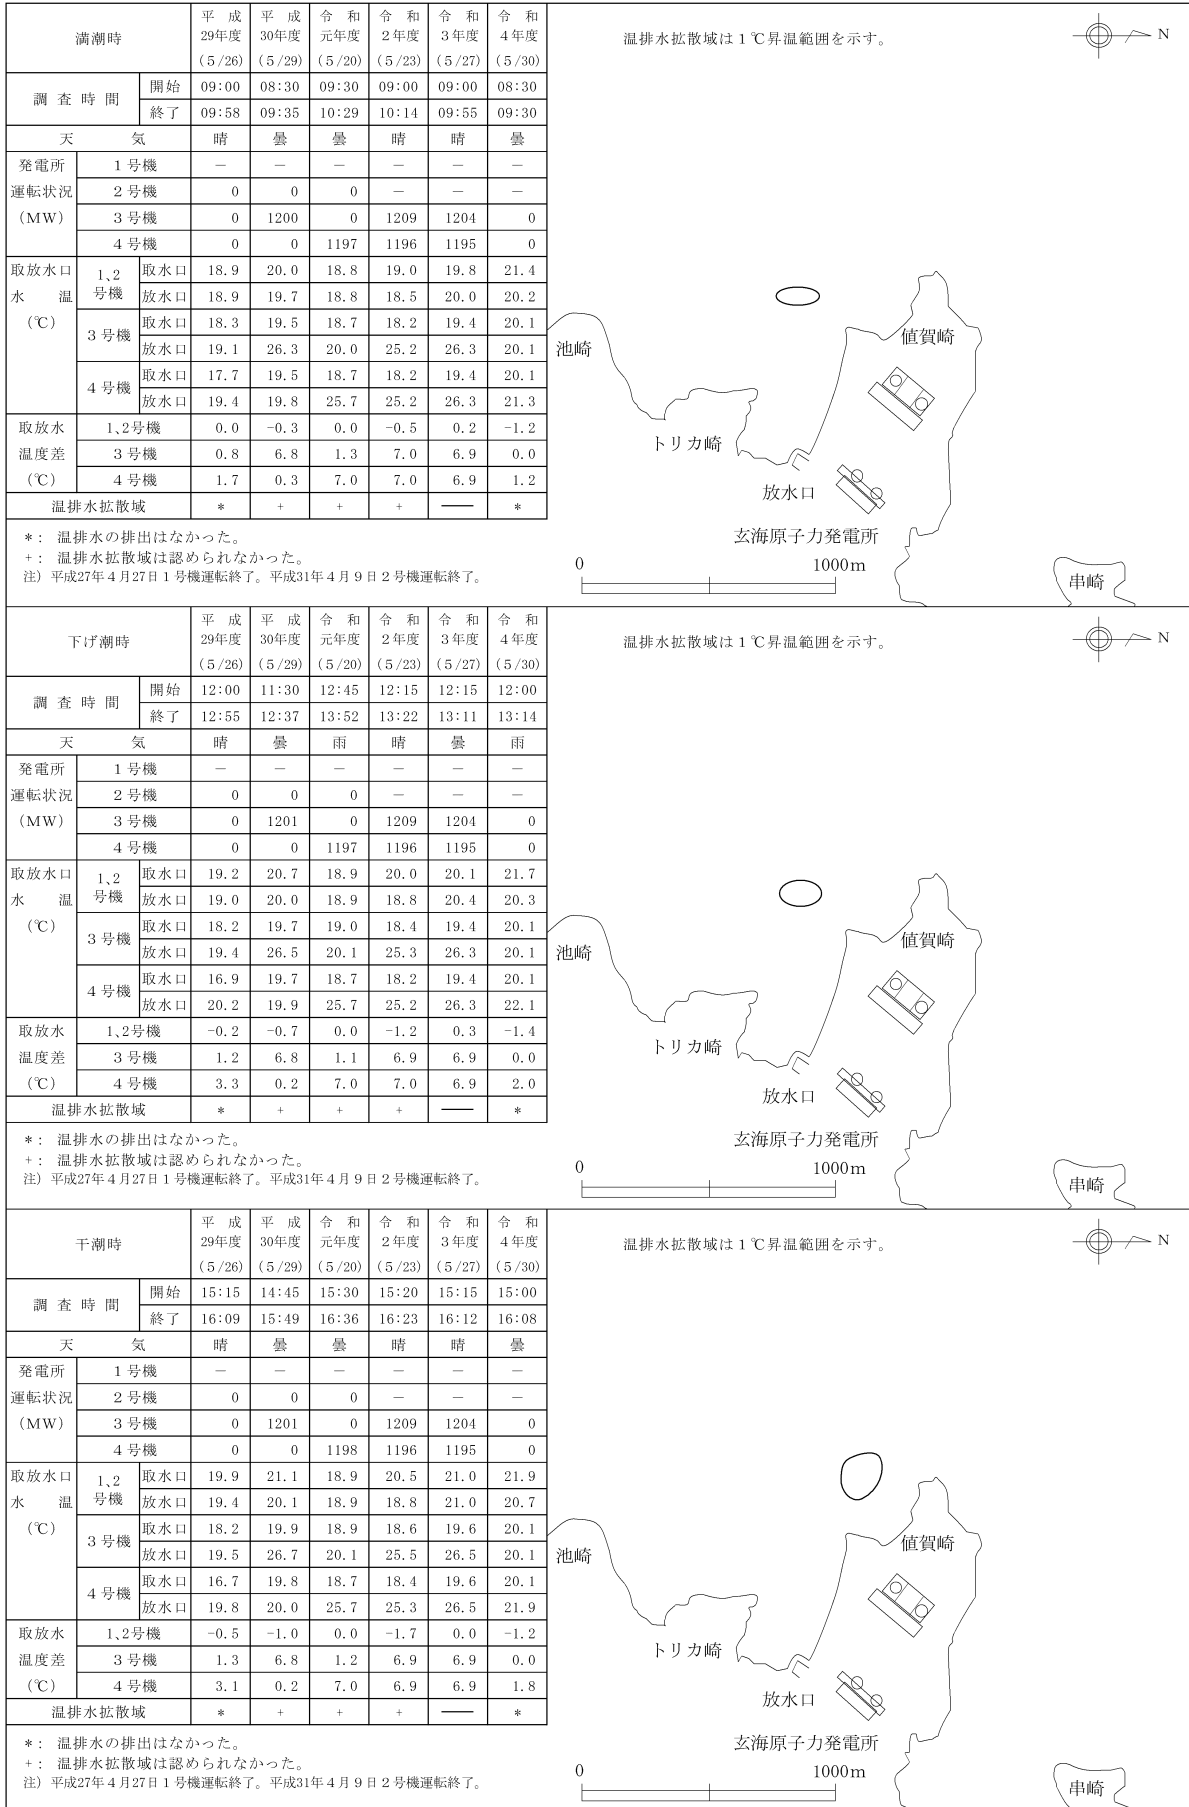 満潮時 平成29年度(5/26) 平成30年度(5/29) 令和元年度(5/20) 令和2年度(5/23) 令和3年度(5/27) 令和4年度(5/30)
調査時間 開始 09:00 08:30 09:30 09:00 09:00 08:30
終了 09:58 09:35 10:29 10:14 09:55 09:30
天気 晴 曇 曇 晴 晴 曇
発電所運転状況(MW) 1号機 － － － － － －
2号機 0 0 0 － － －
3号機 0 1200 0 1209 1204 0
4号機 0 0 1197 1196 1195 0
取放水口水温(℃) 1、2号機 取水口 18.9 20.0 18.8 19.0 19.8 21.4
放水口 18.9 19.7 18.8 18.5 20.0 20.2
3号機 取水口 18.3 19.5 18.7 18.2 19.4 20.1
放水口 19.1 26.3 20.0 25.2 26.3 20.1
4号機 取水口 17.7 19.5 18.7 18.2 19.4 20.1
放水口 19.4 19.8 25.7 25.2 26.3 21.3
取放水温度差(℃) 1、2号機 0.0 -0.3 0.0 -0.5 0.2 -1.2
3号機 0.8 6.8 1.3 7.0 6.9 0.0
4号機 1.7 0.3 7.0 7.0 6.9 1.2
温排水拡散域 * + + + ── *
*： 温排水の排出はなかった。
+： 温排水拡散域は認められなかった。
注）平成27年4月27日1号機運転終了。平成31年4月9日2号機運転終了。
温排水拡散域は1℃昇温範囲を示す。
N
値賀崎
池崎
トリカ崎
放水口
玄海原子力発電所
0 1000m
串崎
下げ潮時 平成29年度(5/26) 平成30年度(5/29) 令和元年度(5/20) 令和2年度(5/23) 令和3年度(5/27) 令和4年度(5/30)
調査時間 開始 12:00 11:30 12:45 12:15 12:15 12:00
終了 12:55 12:37 13:52 13:22 13:11 13:14
天気 晴 曇 雨 晴 曇 雨
発電所運転状況(MW) 1号機 － － － － － －
2号機 0 0 0 － － －
3号機 0 1201 0 1209 1204 0
4号機 0 0 1197 1196 1195 0
取放水口水温(℃) 1、2号機 取水口 19.2 20.7 18.9 20.0 20.1 21.7
放水口 19.0 20.0 18.9 18.8 20.4 20.3
3号機 取水口 18.2 19.7 19.0 18.4 19.4 20.1
放水口 19.4 26.5 20.1 25.3 26.3 20.1
4号機 取水口 16.9 19.7 18.7 18.2 19.4 20.1
放水口 20.2 19.9 25.7 25.2 26.3 22.1
取放水温度差(℃) 1、2号機 -0.2 -0.7 0.0 -1.2 0.3 -1.4
3号機 1.2 6.8 1.1 6.9 6.9 0.0
4号機 3.3 0.2 7.0 7.0 6.9 2.0
温排水拡散域 * + + + ── *
*： 温排水の排出はなかった。
+： 温排水拡散域は認められなかった。
注）平成27年4月27日1号機運転終了。平成31年4月9日2号機運転終了。
温排水拡散域は1℃昇温範囲を示す。
N
値賀崎
池崎
トリカ崎
放水口
玄海原子力発電所
0 1000m
串崎
干潮時 平成29年度(5/26) 平成30年度(5/29) 令和元年度(5/20) 令和2年度(5/23) 令和3年度(5/27) 令和4年度(5/30)
調査時間 開始 15:15 14:45 15:30 15:20 15:15 15:00
終了 16:09 15:49 16:36 16:23 16:12 16:08
天気 晴 曇 曇 晴 晴 曇
発電所運転状況(MW) 1号機 － － － － － －
2号機 0 0 0 － － －
3号機 0 1201 0 1209 1204 0
4号機 0 0 1198 1196 1195 0
取放水口水温(℃) 1、2号機 取水口 19.9 21.1 18.9 20.5 21.0 21.9
放水口 19.4 20.1 18.9 18.8 21.0 20.7
3号機 取水口 18.2 19.9 18.9 18.6 19.6 20.1
放水口 19.5 26.7 20.1 25.5 26.5 20.1
4号機 取水口 16.7 19.8 18.7 18.4 19.6 20.1
放水口 19.8 20.0 25.7 25.3 26.5 21.9
取放水温度差(℃) 1、2号機 -0.5 -1.0 0.0 -1.7 0.0 -1.2
3号機 1.3 6.8 1.2 6.9 6.9 0.0
4号機 3.1 0.2 7.0 6.9 6.9 1.8
温排水拡散域 * + + + ── *
*： 温排水の排出はなかった。
+： 温排水拡散域は認められなかった。
注）平成27年4月27日1号機運転終了。平成31年4月9日2号機運転終了。
温排水拡散域は1℃昇温範囲を示す。
N
値賀崎
池崎
トリカ崎
放水口
玄海原子力発電所
0 1000m
串崎